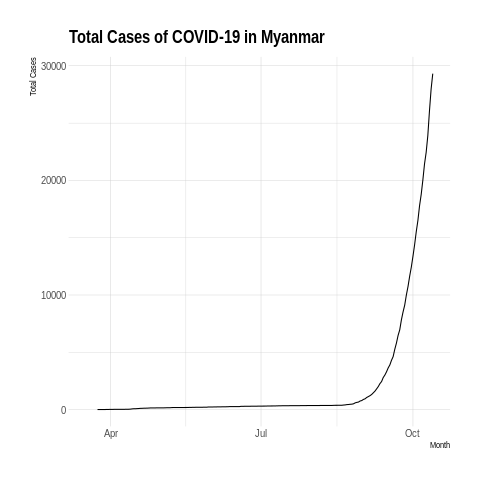 Total Cases of COVID-19 in Myanmar
Total Cases
30000
20000
10000
0
Apr Jul Oct
Month